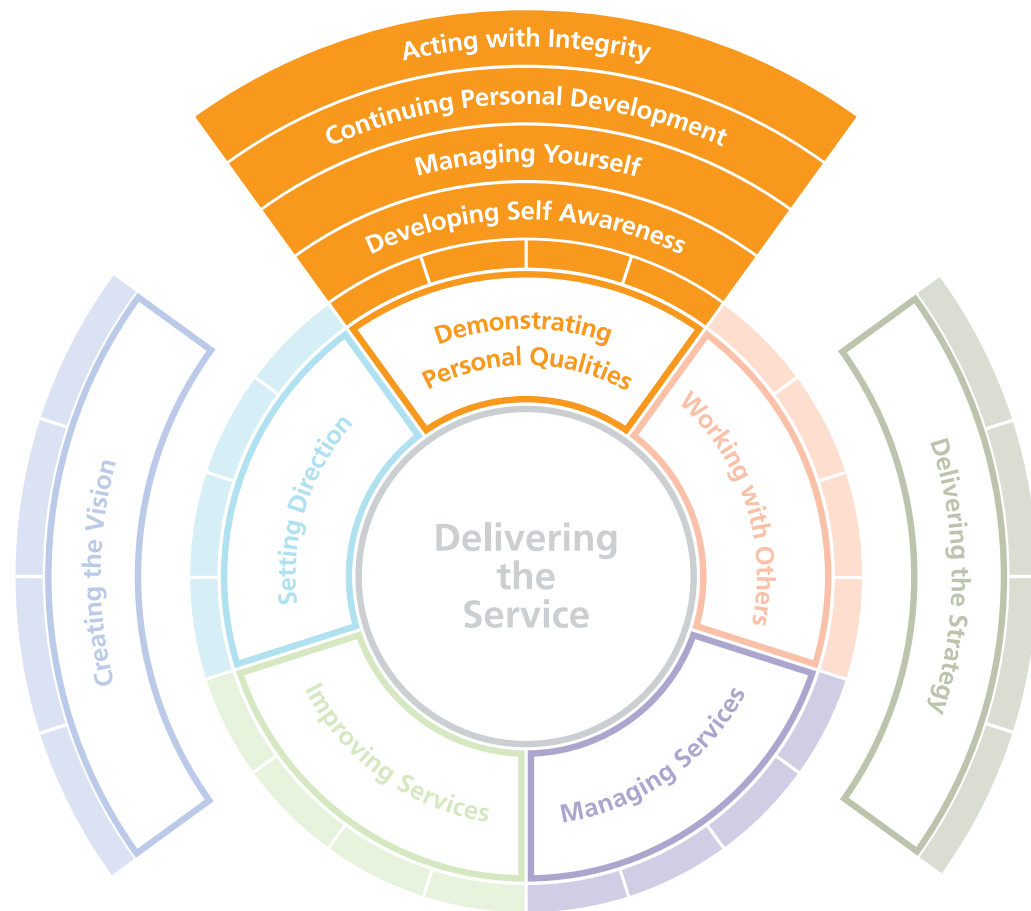 Acting with Integrity
Continuing Personal Development
Managing Yourself
Developing Self Awareness
Demonstrating
Personal Qualities
Setting Direction
Working with Others
Creating the Vision
Delivering the Strategy
Delivering
the
Service
Improving Services
Managing Services